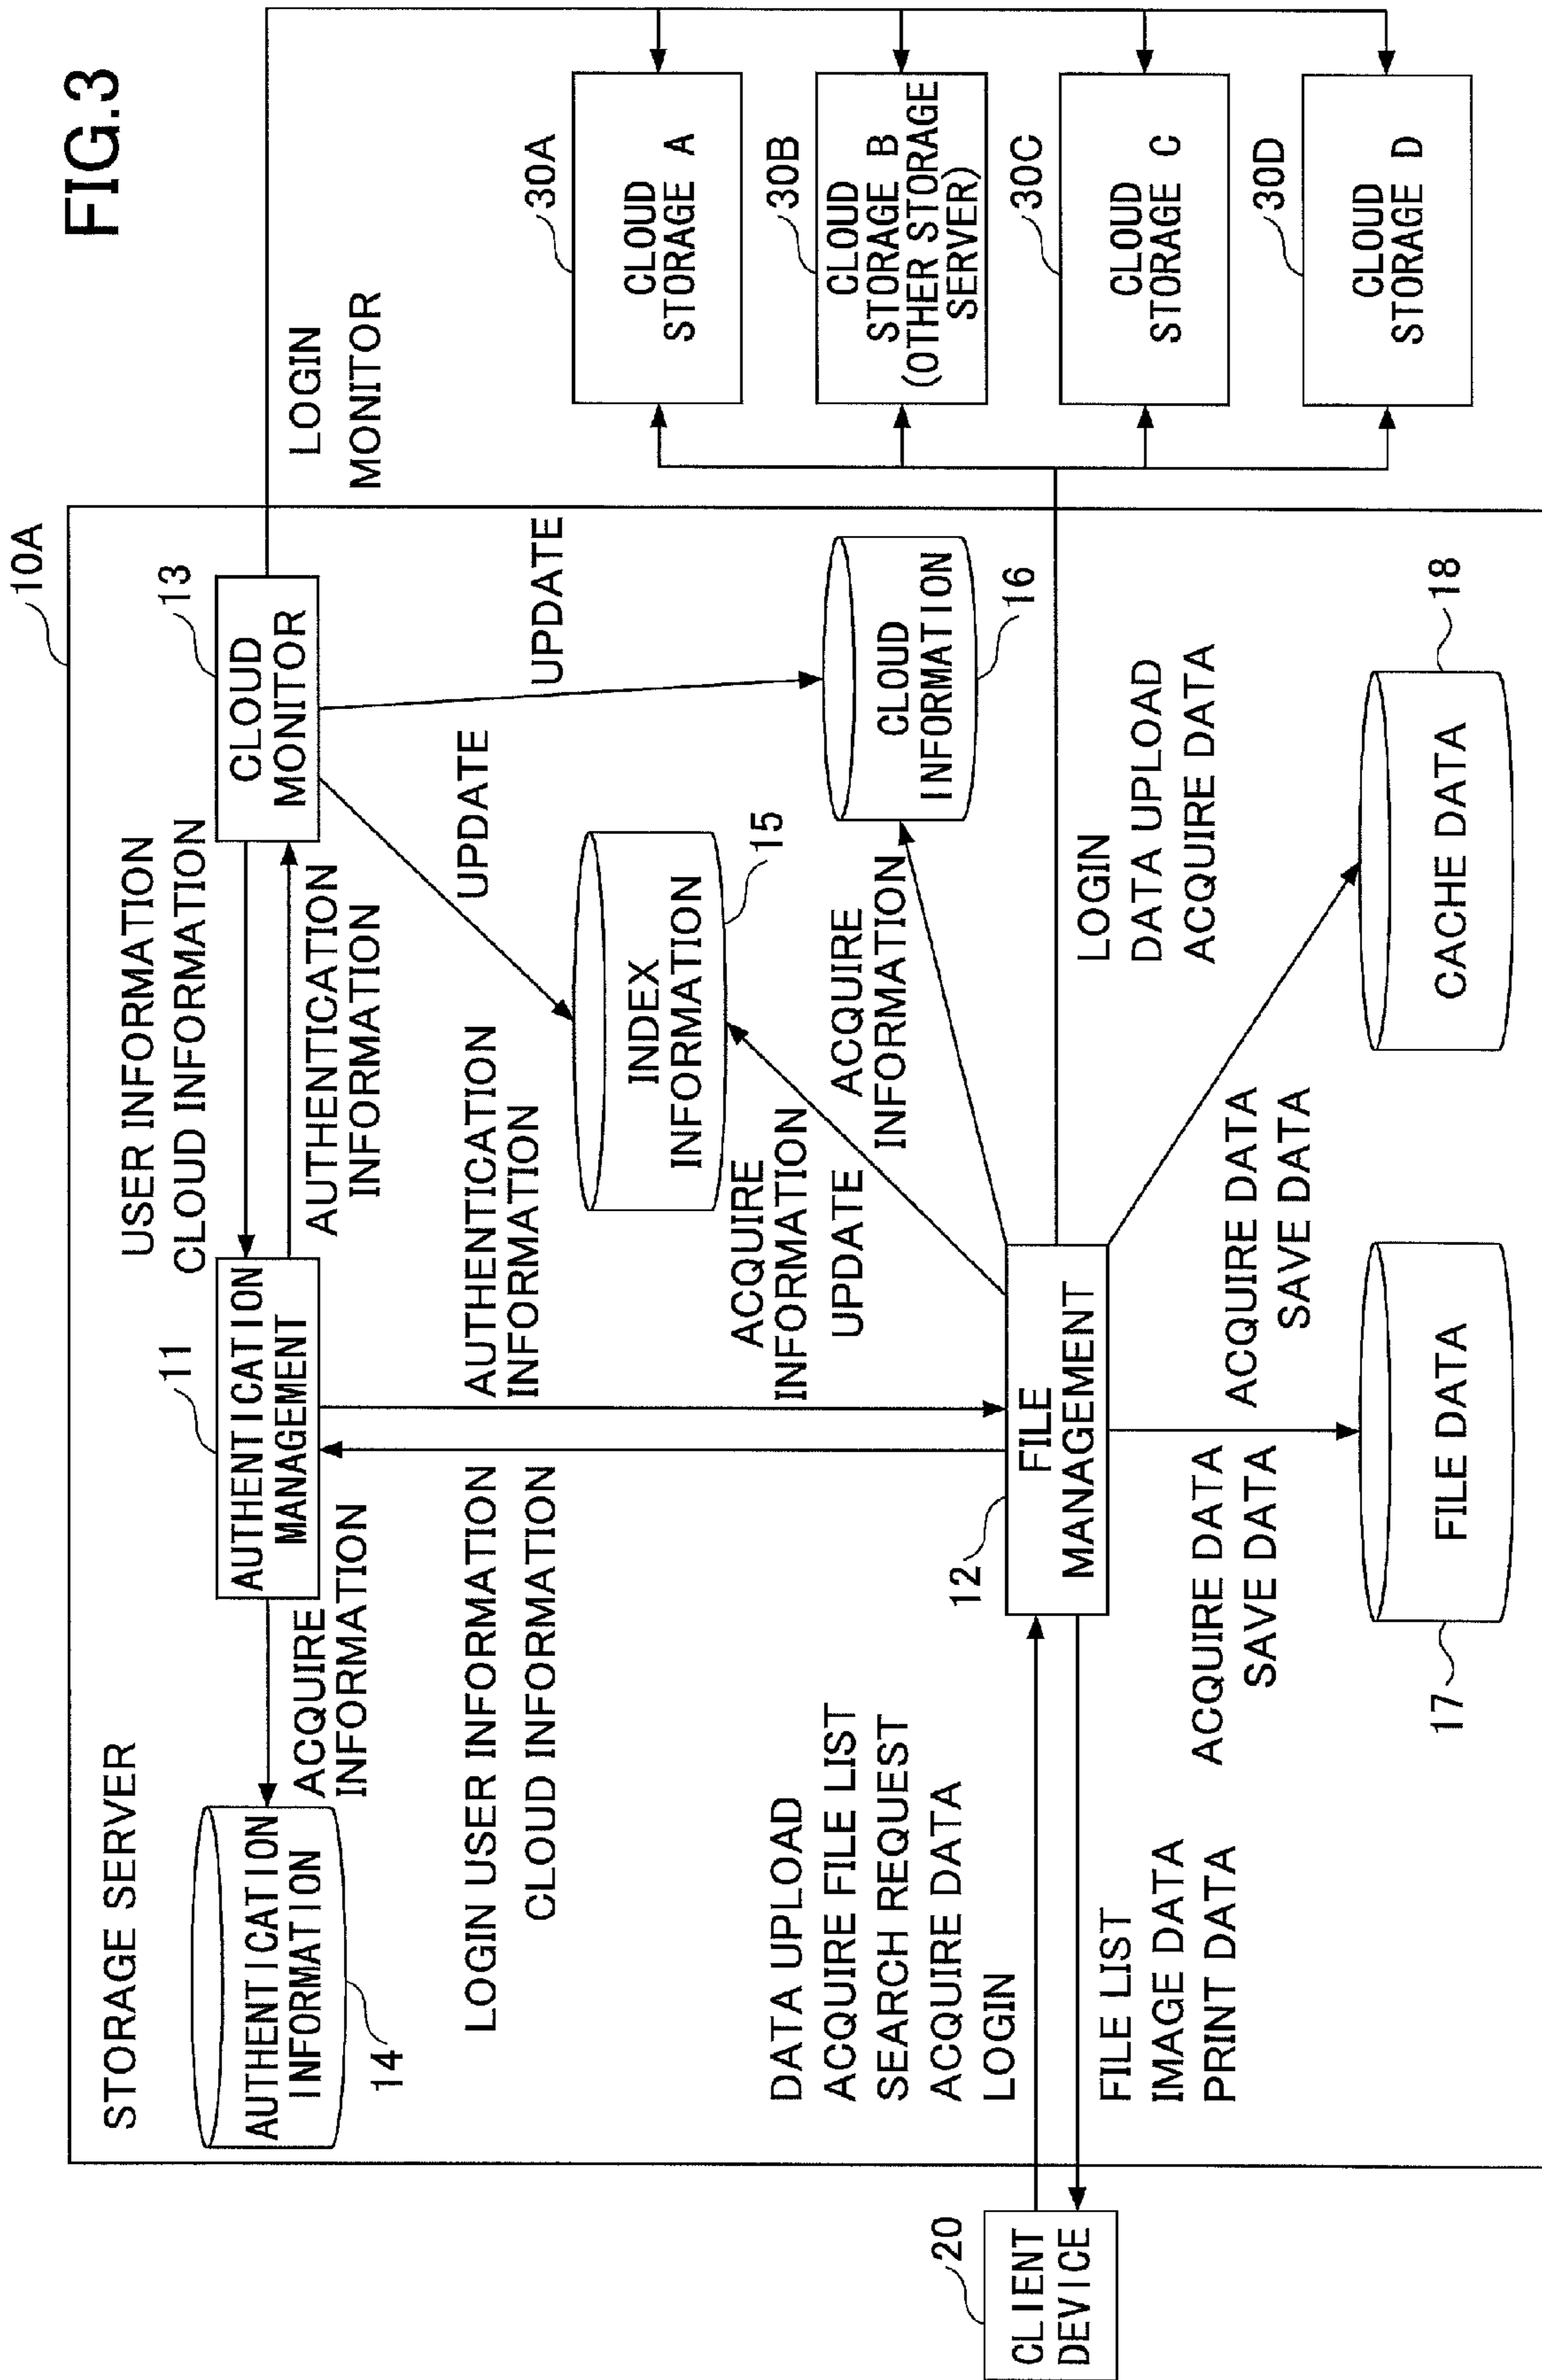 FIG.3
10A
STORAGE SERVER
AUTHENTICATION
INFORMATION
14
ACQUIRE
INFORMATION
11
AUTHENTICATION
MANAGEMENT
USER INFORMATION
CLOUD INFORMATION
AUTHENTICATION
INFORMATION
13
CLOUD
MONITOR
LOGIN
MONITOR
UPDATE
UPDATE
LOGIN USER INFORMATION
CLOUD INFORMATION
AUTHENTICATION
INFORMATION
INDEX
INFORMATION
15
CLOUD
INFORMATION
16
ACQUIRE
INFORMATION
UPDATE
ACQUIRE
INFORMATION
20
CLIENT
DEVICE
DATA UPLOAD
ACQUIRE FILE LIST
SEARCH REQUEST
ACQUIRE DATA
LOGIN
FILE LIST
IMAGE DATA
PRINT DATA
12
FILE
MANAGEMENT
LOGIN
DATA UPLOAD
ACQUIRE DATA
ACQUIRE DATA
SAVE DATA
ACQUIRE DATA
SAVE DATA
17
FILE DATA
18
CACHE DATA
30A
CLOUD
STORAGE A
30B
CLOUD
STORAGE B
(OTHER STORAGE
SERVER)
30C
CLOUD
STORAGE C
30D
CLOUD
STORAGE D